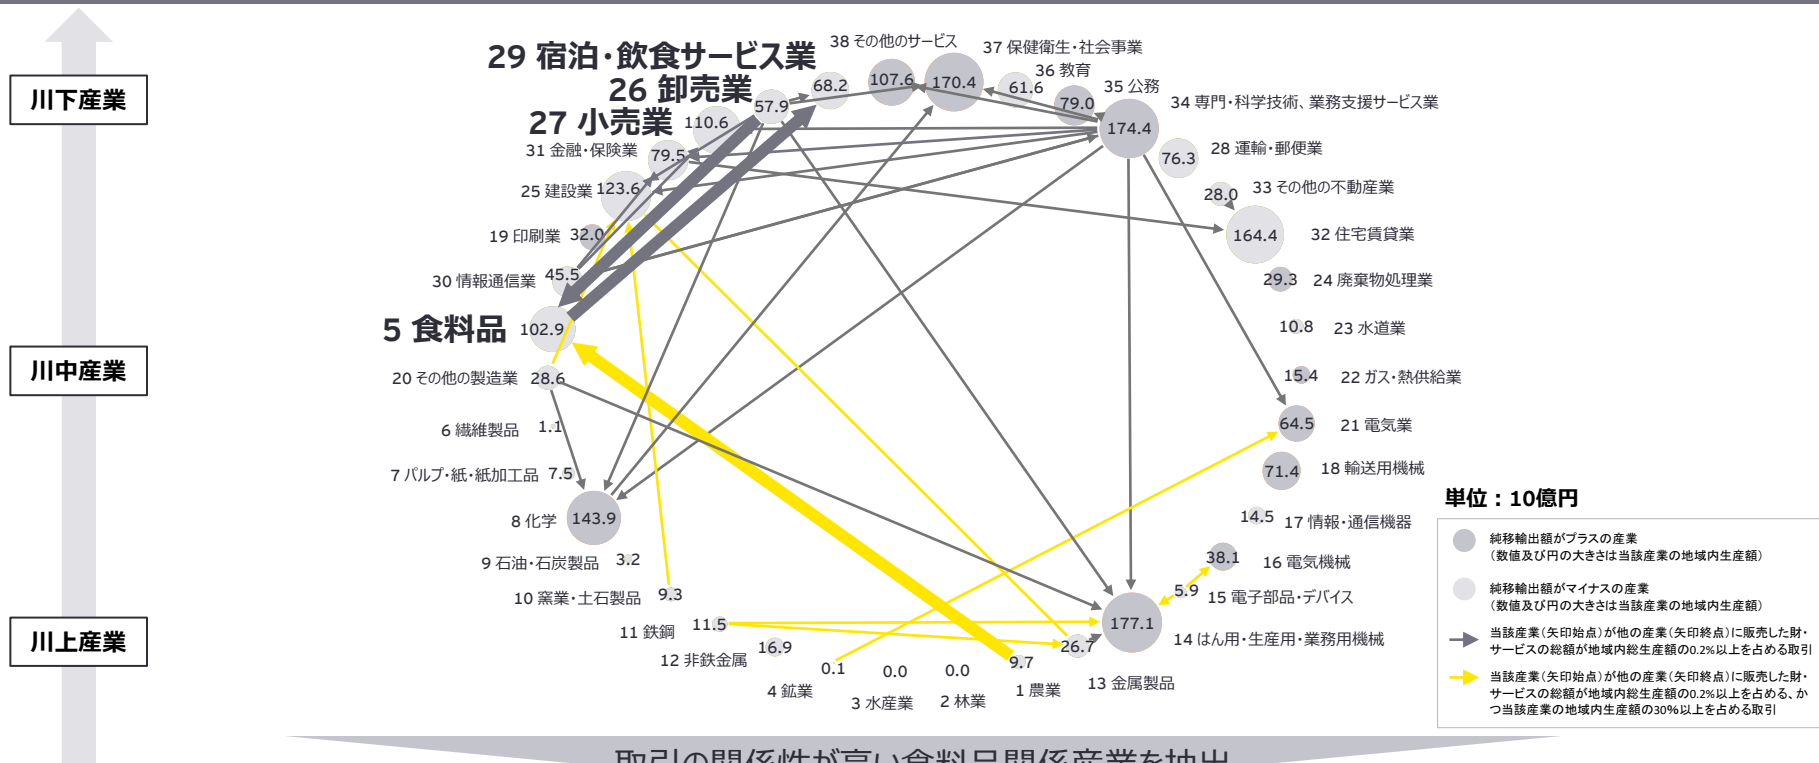 川下産業
川中産業
川上産業
38 その他のサービス
37 保健衛生・社会事業
29 宿泊・飲食サービス業
36 教育
26 卸売業
35 公務
34 専門・科学技術、業務支援サービス業
27 小売業
31 金融・保険業
28 運輸・郵便業
25 建設業
33 その他の不動産業
19 印刷業
32 住宅賃貸業
30 情報通信業
24 廃棄物処理業
5 食料品
23 水道業
20 その他の製造業
22 ガス・熱供給業
6 繊維製品
21 電気業
7 パルプ・紙・紙加工品
18 輸送用機械
8 化学
17 情報・通信機器
9 石油・石炭製品
16 電気機械
10 窯業・土石製品
15 電子部品・デバイス
11 鉄鋼
14 はん用・生産用・業務用機械
12 非鉄金属
13 金属製品
4 鉱業
3 水産業
2 林業
1 農業
68.2
107.6
170.4
61.6
79.0
174.4
57.9
110.6
79.5
76.3
123.6
28.0
32.0
164.4
45.5
29.3
102.9
10.8
28.6
15.4
1.1
64.5
7.5
71.4
143.9
14.5
3.2
38.1
9.3
5.9
11.5
177.1
16.9
26.7
0.1
0.0
0.0
9.7
単位：10億円
純移輸出額がプラスの産業
（数値及び円の大きさは当該産業の地域内生産額）
純移輸出額がマイナスの産業
（数値及び円の大きさは当該産業の地域内生産額）
当該産業（矢印始点）が他の産業（矢印終点）に販売した財・
サービスの総額が地域内総生産額の0.2%以上を占める取引
当該産業（矢印始点）が他の産業（矢印終点）に販売した財・
サービスの総額が地域内総生産額の0.2%以上を占める、か
つ当該産業の地域内生産額の30%以上を占める取引
取引の関係性が高い食料品関係産業を抽出